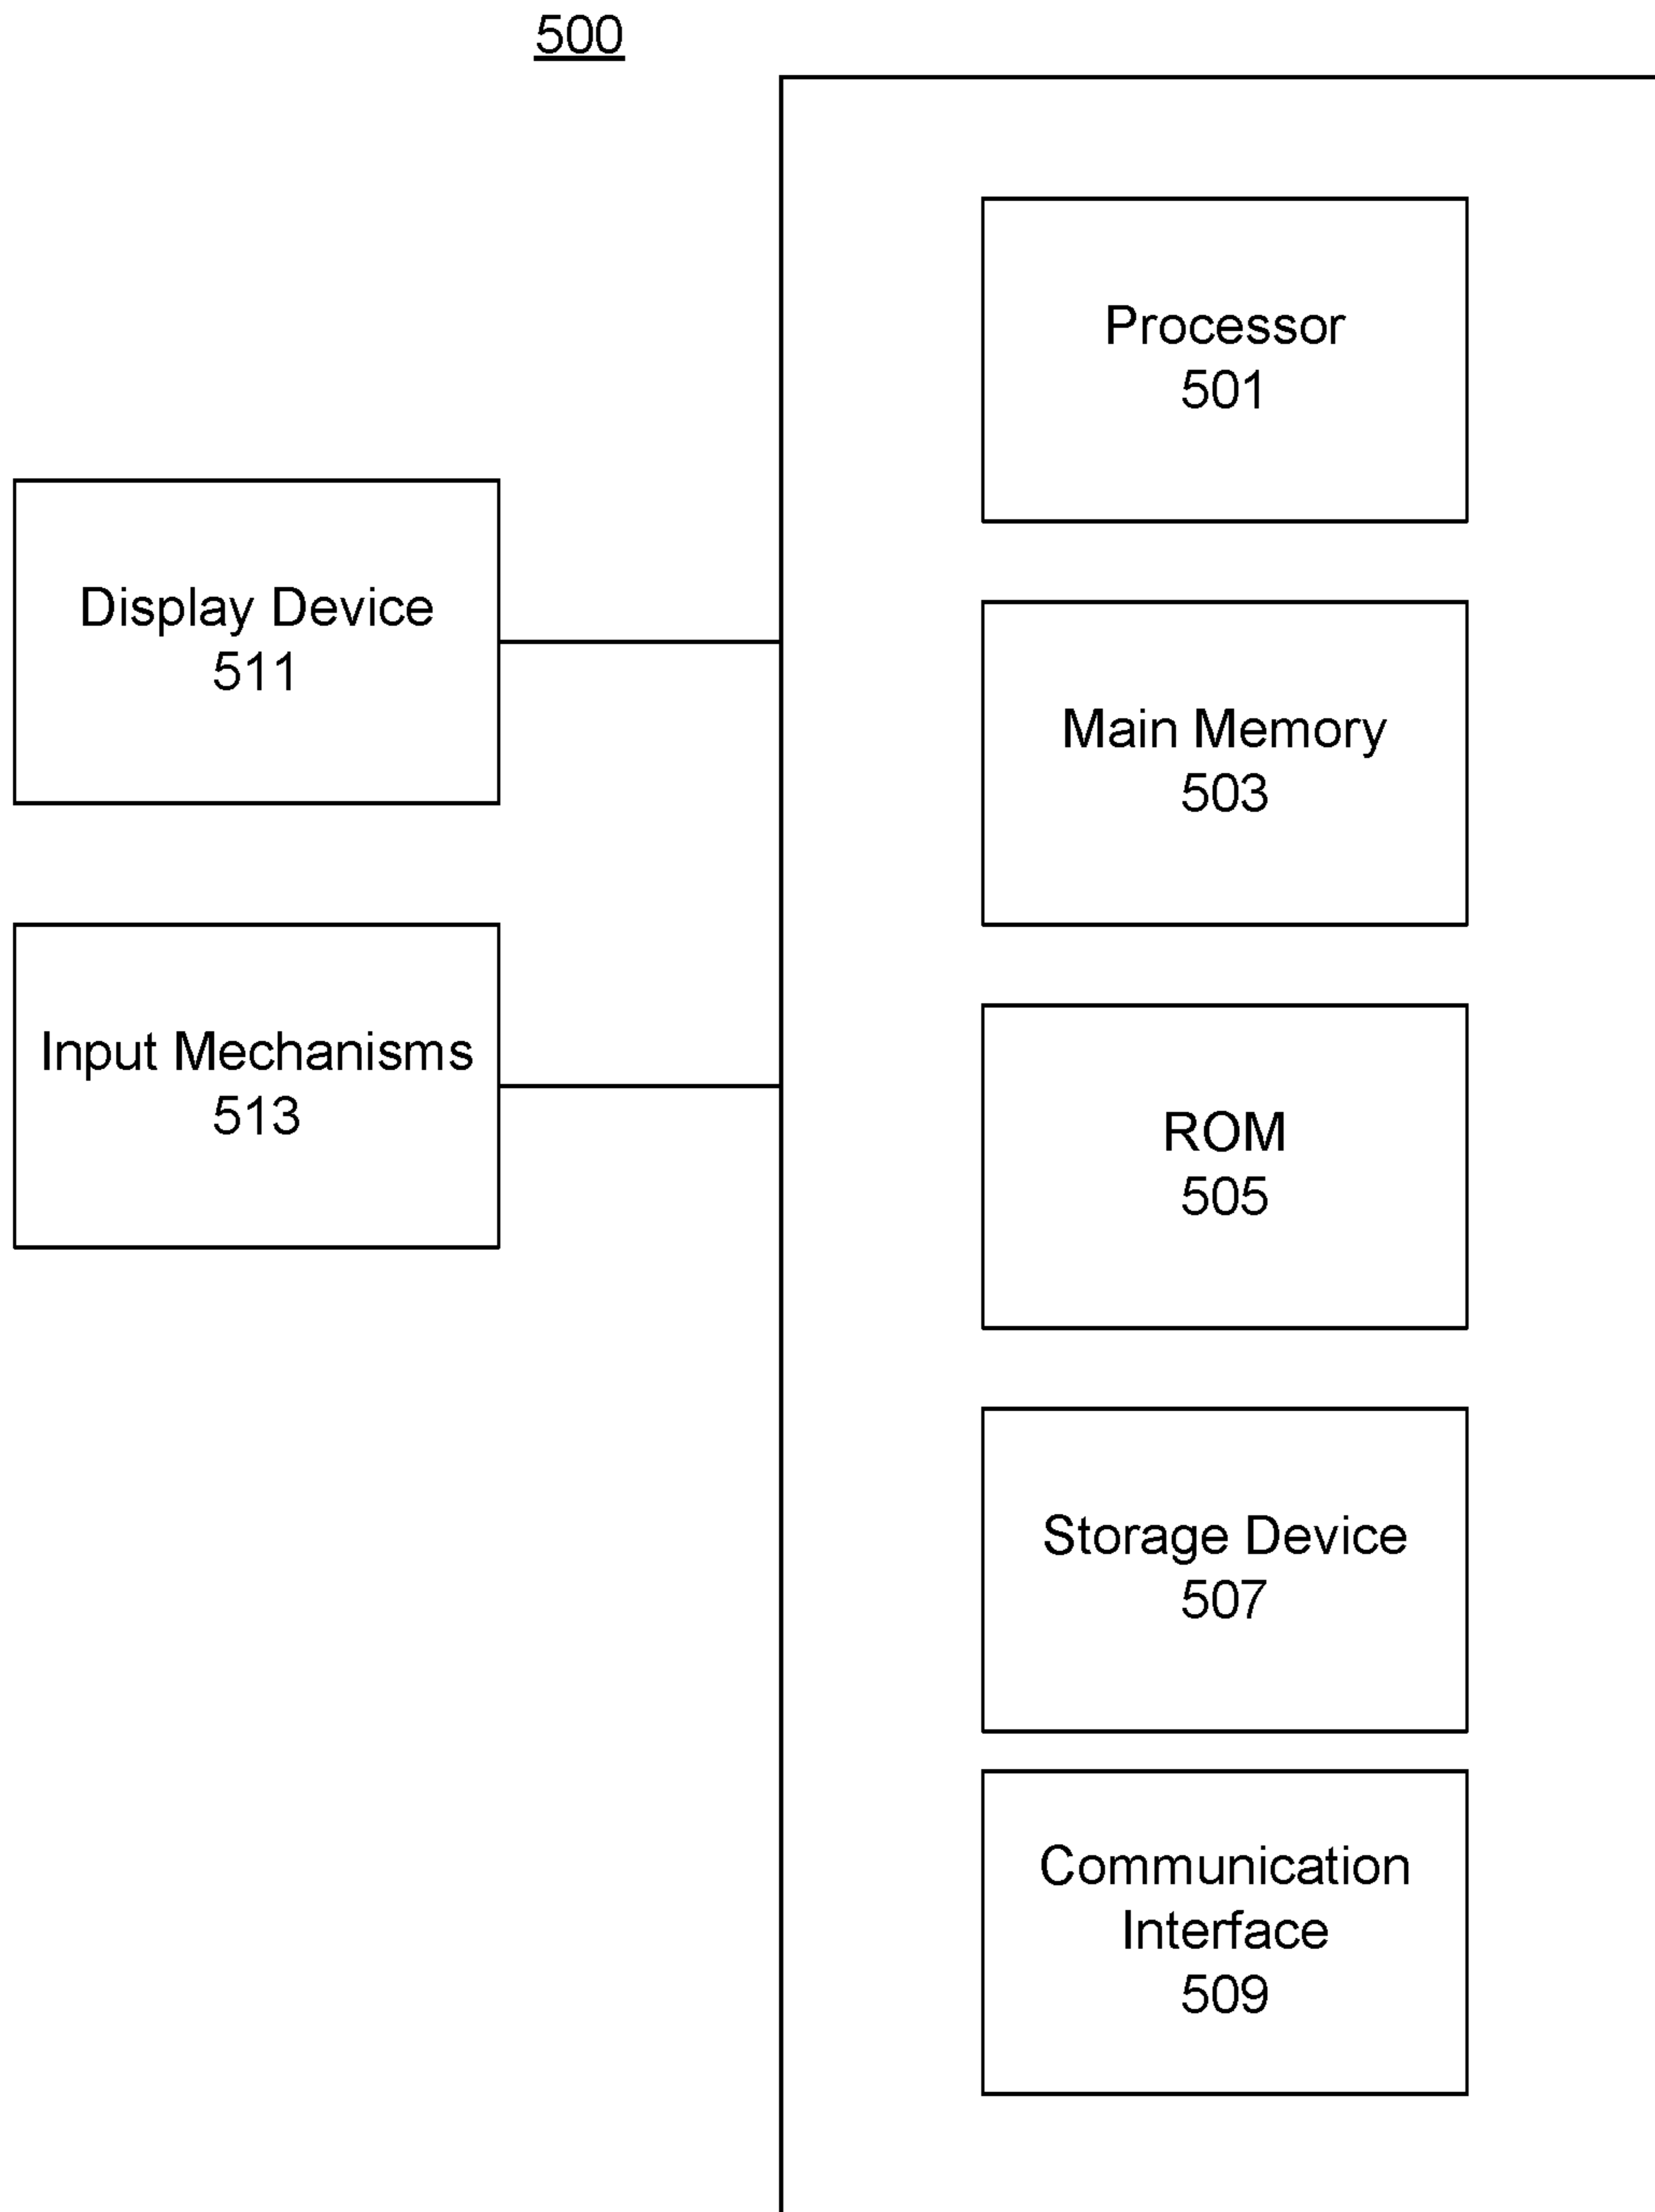 500
Processor
501
Display Device
511
Main Memory
503
Input Mechanisms
513
ROM
505
Storage Device
507
Communication
Interface
509